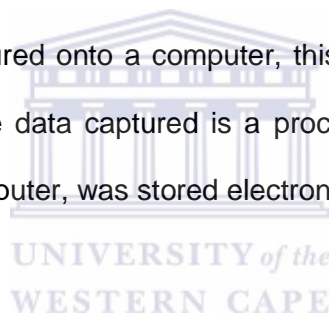 ured onto a computer, this
data captured is a proc
outer, was stored electron
UNIVERSITY of the
WESTERN CAPE